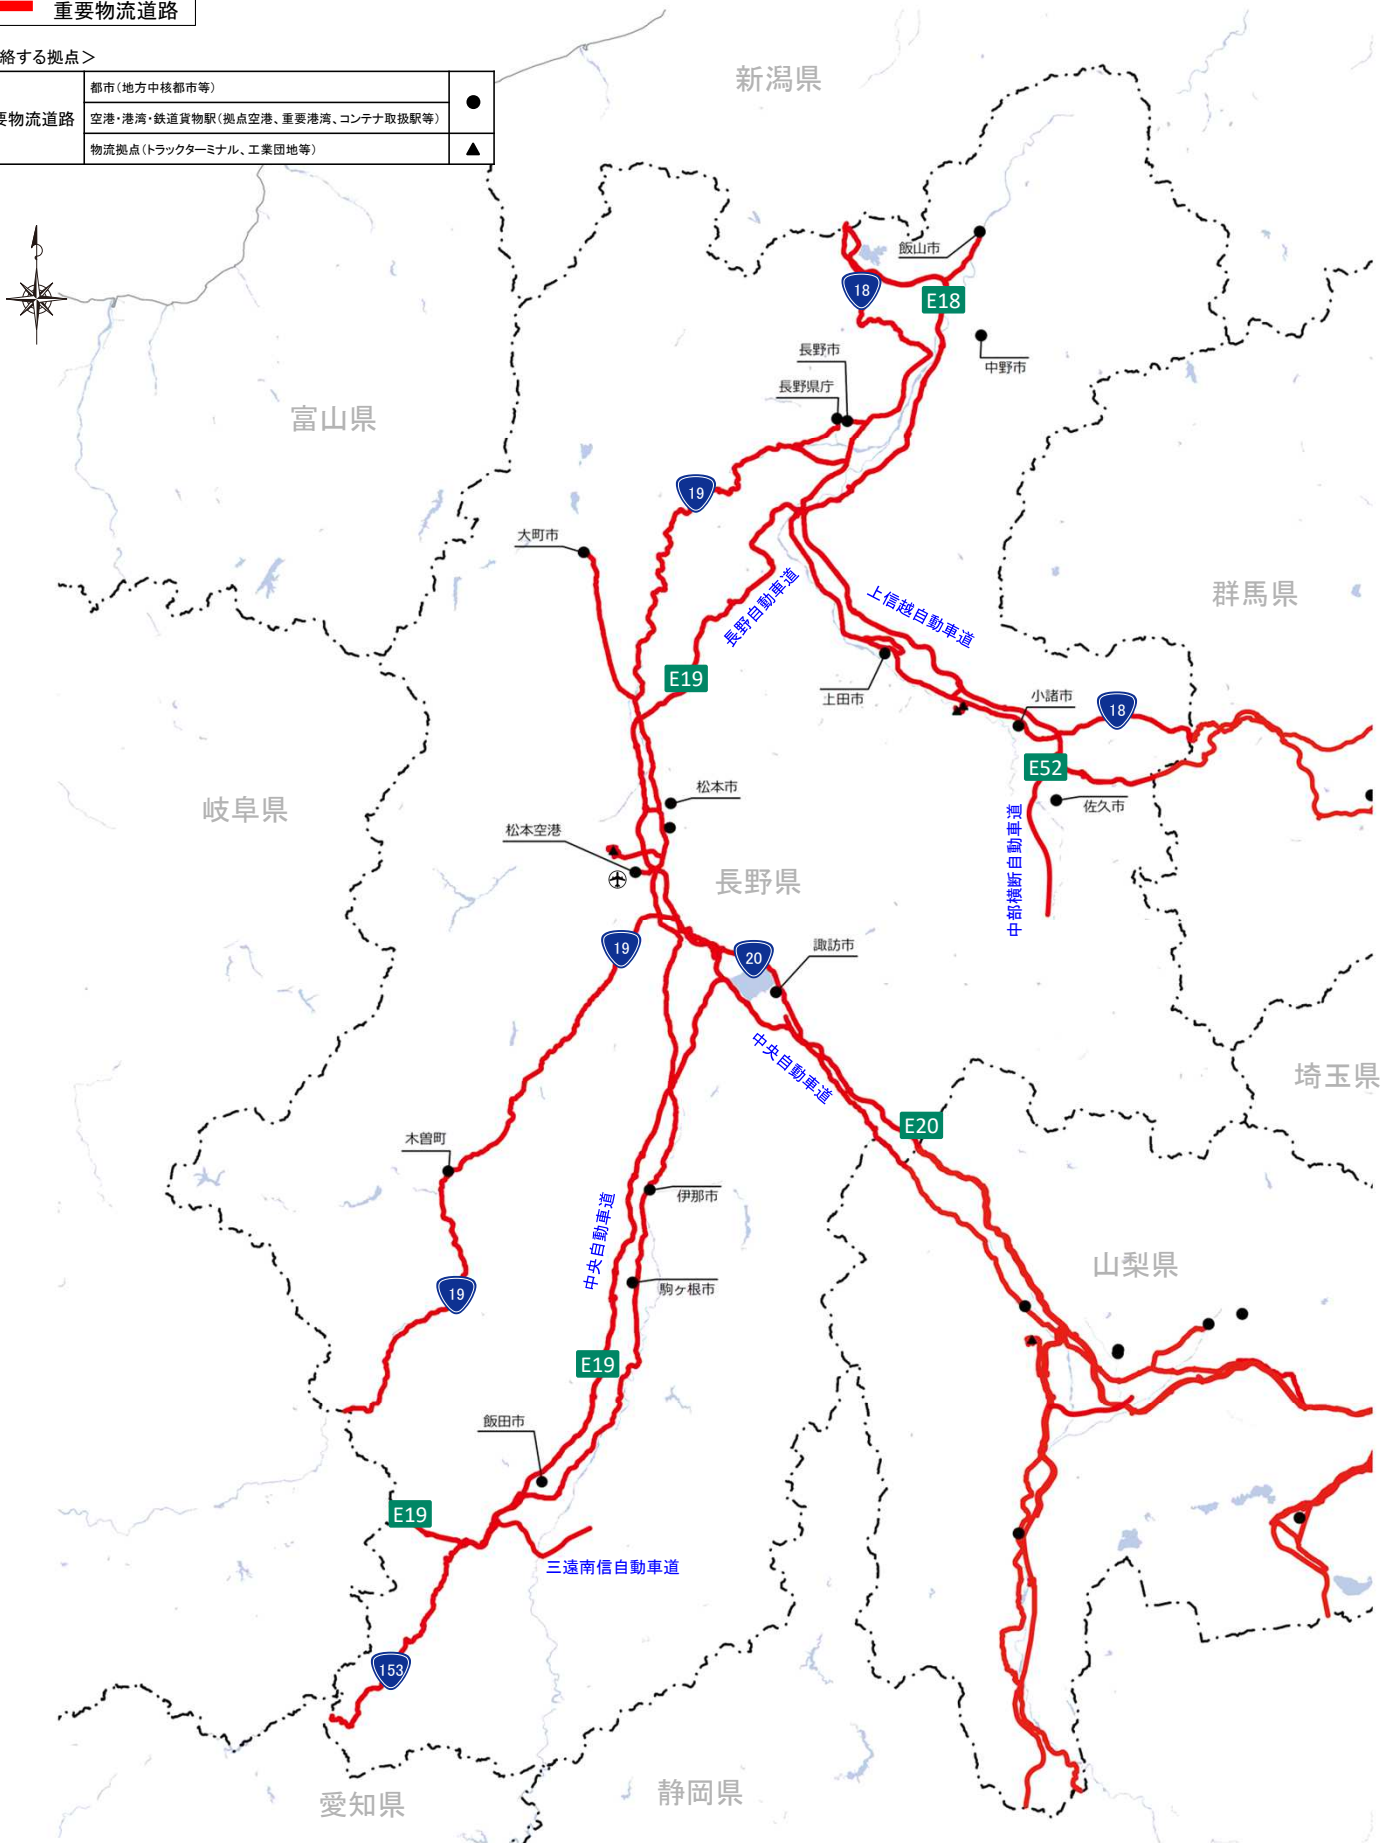 重要物流道路
絡する拠点＞
都市（地方中核都市等）
●
要物流道路
空港・港湾・鉄道貨物駅（拠点空港、重要港湾、コンテナ取扱駅等）
物流拠点（トラックターミナル、工業団地等）
▲
新潟県
飯山市
18
E18
長野市
中野市
長野県庁
富山県
19
大町市
群馬県
長野自動車道
上信越自動車道
E19
上田市
小諸市
18
E52
松本市
佐久市
岐阜県
松本空港
長野県
中部横断自動車道
19
20
諏訪市
中央自動車道
埼玉県
E20
木曽町
伊那市
中央自動車道
山梨県
駒ヶ根市
19
E19
飯田市
E19
三遠南信自動車道
153
静岡県
愛知県